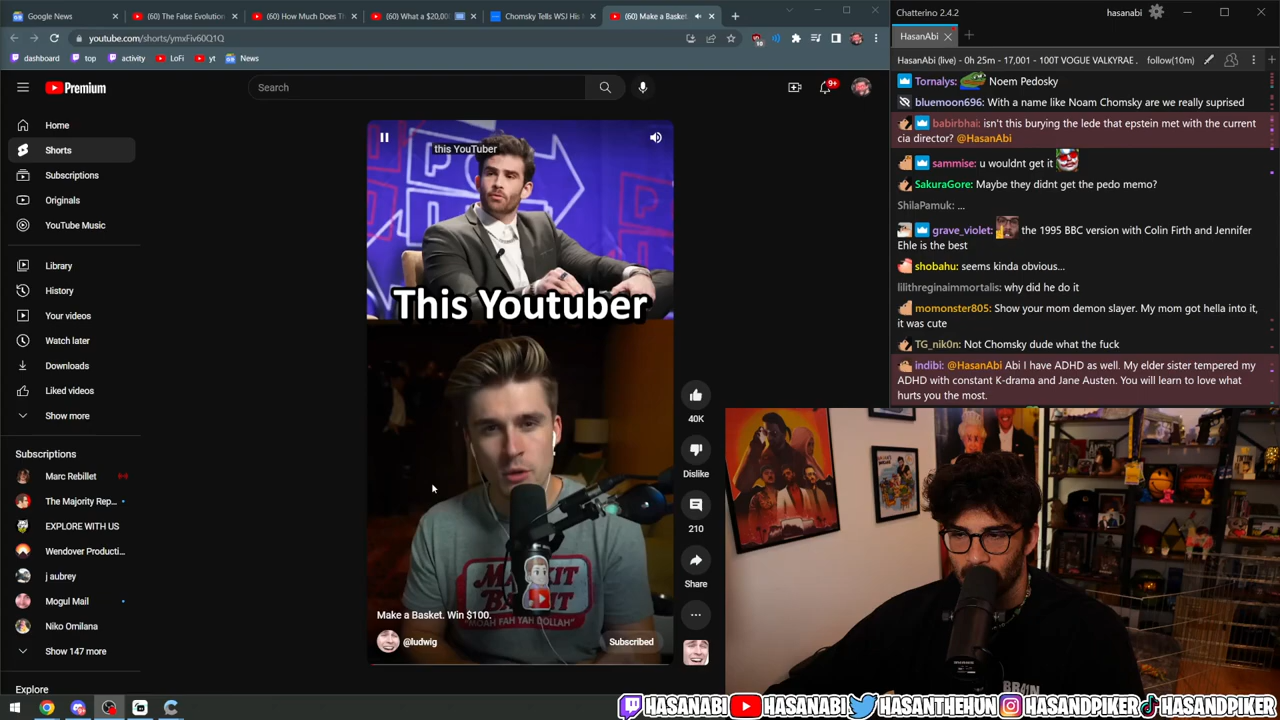 (60) The False Evolution
(60) How Much Does Th
(60) What a $20,00
Chomsky Tells WSJ His M
(60) Make a Basket.
Google News
youtube.com/shorts/ymxFiv60Q1Q
dashboard
top
activity
LoFi
yt
News
Premium
Search
9+
Home
Shorts
Subscriptions
Originals
YouTube Music
Library
History
Your videos
Watch later
Downloads
Liked videos
Show more
Subscriptions
Marc Rebillet
The Majority Rep...
EXPLORE WITH US
Wendover Producti...
j aubrey
Mogul Mail
Niko Omilana
Show 147 more
Explore
this YouTuber
This Youtuber
Make a Basket. Win $100.
@ludwig
Subscribed
40K
Dislike
210
Share
Chatterino 2.4.2
hasanabi
HasanAbi
HasanAbi (live) - 0h 25m - 17,001 - 100T VOGUE VALKYRAE .
follow(10m)
Tornalys: Noem Pedosky
bluemoon696: With a name like Noam Chomsky are we really suprised
babirbhai: isn't this burying the lede that epstein met with the current
cia director? @HasanAbi
sammise: u wouldnt get it
SakuraGore: Maybe they didnt get the pedo memo?
ShilaPamuk: ...
grave_violet: the 1995 BBC version with Colin Firth and Jennifer
Ehle is the best
shobahu: seems kinda obvious...
lilithreginaimmortalis: why did he do it
momonster805: Show your mom demon slayer. My mom got hella into it,
it was cute
TG_nik0n: Not Chomsky dude what the fuck
indibi: @HasanAbi Abi I have ADHD as well. My elder sister tempered my
ADHD with constant K-drama and Jane Austen. You will learn to love what
hurts you the most.
HASANABI
HASANABI
HASANTHEHUN
HASANDPIKER
HASANDPIKER